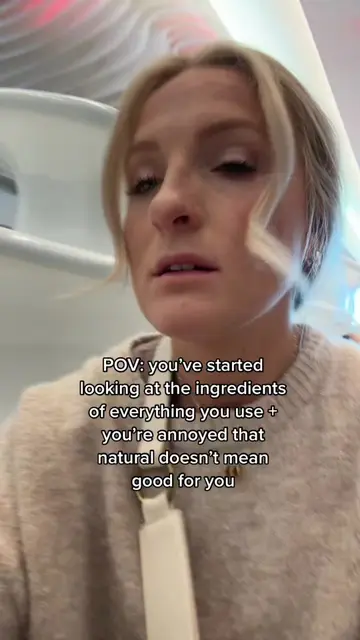 POV: you've started
looking at the ingredients
of everything you use +
you're annoyed that
natural doesn't mean
good for you